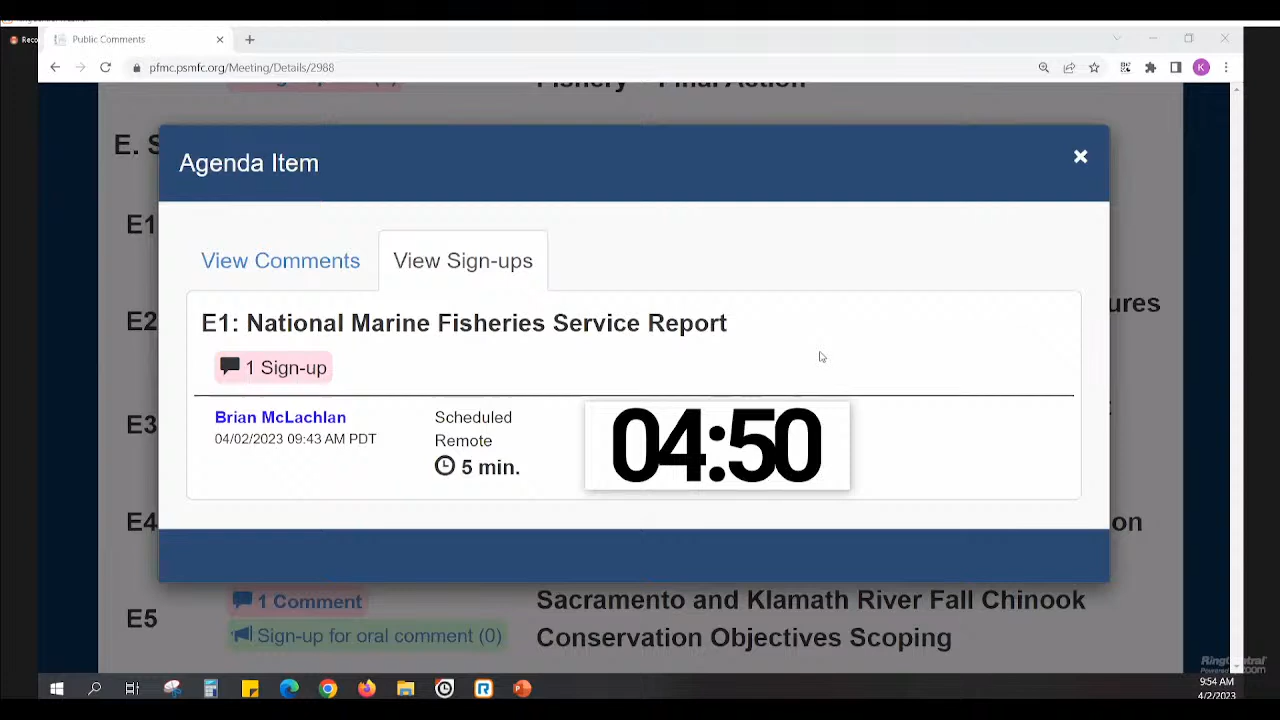 Reco
Public Comments
pfmc.psmfc.org/Meeting/Details/2988
K
Fishery - Final Action
E. S
Agenda Item
E1
View Comments
View Sign-ups
E1: National Marine Fisheries Service Report
1 Sign-up
E2
ures
Brian McLachlan
04/02/2023 09:43 AM PDT
Scheduled
Remote
5 min.
04:50
E3
E4
on
E5
1 Comment
Sign-up for oral comment (0)
Sacramento and Klamath River Fall Chinook
Conservation Objectives Scoping
RingCentral
9:54 AM
4/2/2023